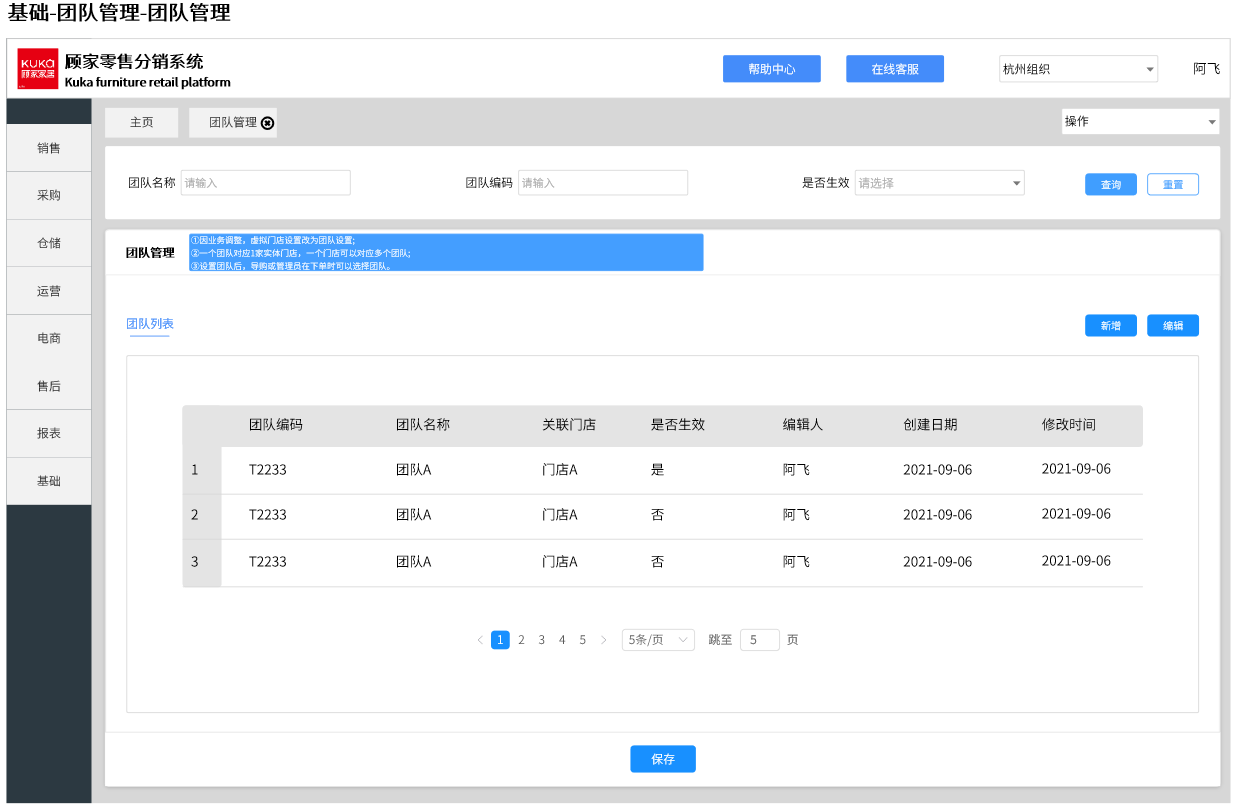 基础-团队管理-团队管理
KUKa
顾家家居
顾家零售分销系统
Kuka furniture retail platform
帮助中心
在线客服
杭州组织
阿飞
主页
团队管理
操作
销售
采购
仓储
运营
电商
售后
报表
基础
团队名称 请输入
团队编码 请输入
是否生效 请选择
查询
重置
团队管理
①因业务调整，虚拟门店设置改为团队设置;
②一个团队对应1家实体门店，一个门店可以对应多个团队;
③设置团队后，导购或管理员在下单时可以选择团队。
团队列表
新增
编辑
团队编码 团队名称 关联门店 是否生效 编辑人 创建日期 修改时间
1 T2233 团队A 门店A 是 阿飞 2021-09-06 2021-09-06
2 T2233 团队A 门店A 否 阿飞 2021-09-06 2021-09-06
3 T2233 团队A 门店A 否 阿飞 2021-09-06 2021-09-06
< 1 2 3 4 5 > 5条/页 跳至 5 页
保存